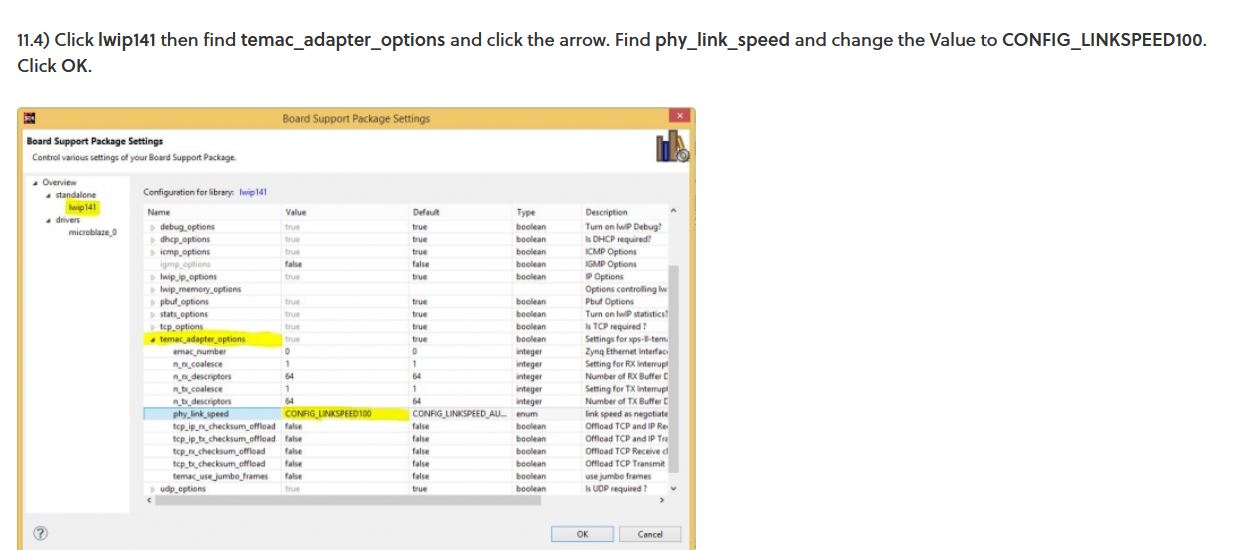 11.4) Click lwip141 then find temac_adapter_options and click the arrow. Find phy_link_speed and change the Value to CONFIG_LINKSPEED100.
Click OK.
Board Support Package Settings
Board Support Package Settings
Control various settings of your Board Support Package.
Overview
standalone
lwip141
drivers
microblaze_0
Configuration for library: lwip141
Name Value Default Type Description
debug_options true true boolean Turn on lwIP Debug?
dhcp_options true true boolean Is DHCP required?
icmp_options true true boolean ICMP Options
igmp_options false false boolean IGMP Options
lwip_ip_options true true boolean IP Options
lwip_memory_options Options controlling lw
pbuf_options true true boolean Pbuf Options
stats_options true true boolean Turn on lwIP statistics?
tcp_options true true boolean Is TCP required ?
temac_adapter_options true true boolean Settings for xps-ll-tema
emac_number 0 0 integer Zynq Ethernet Interface
n_rx_coalesce 1 1 integer Setting for RX Interrupt
n_rx_descriptors 64 64 integer Number of RX Buffer D
n_tx_coalesce 1 1 integer Setting for TX Interrupt
n_tx_descriptors 64 64 integer Number of TX Buffer D
phy_link_speed CONFIG_LINKSPEED100 CONFIG_LINKSPEED_AU... enum link speed as negotiate
tcp_ip_rx_checksum_offload false false boolean Offload TCP and IP Re
tcp_ip_tx_checksum_offload false false boolean Offload TCP and IP Tra
tcp_rx_checksum_offload false false boolean Offload TCP Receive cl
tcp_tx_checksum_offload false false boolean Offload TCP Transmit
temac_use_jumbo_frames false false boolean use jumbo frames
udp_options true true boolean Is UDP required ?
?
OK Cancel